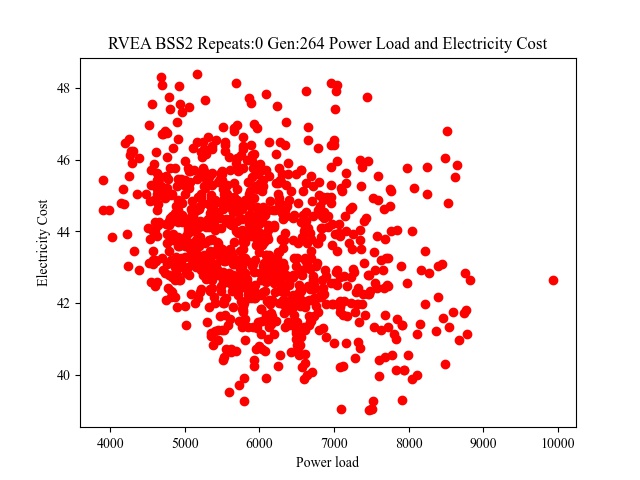 RVEA BSS2 Repeats:0 Gen:264 Power Load and Electricity Cost
48
46
44
42
40
Electricity Cost
4000 5000 6000 7000 8000 9000 10000
Power load